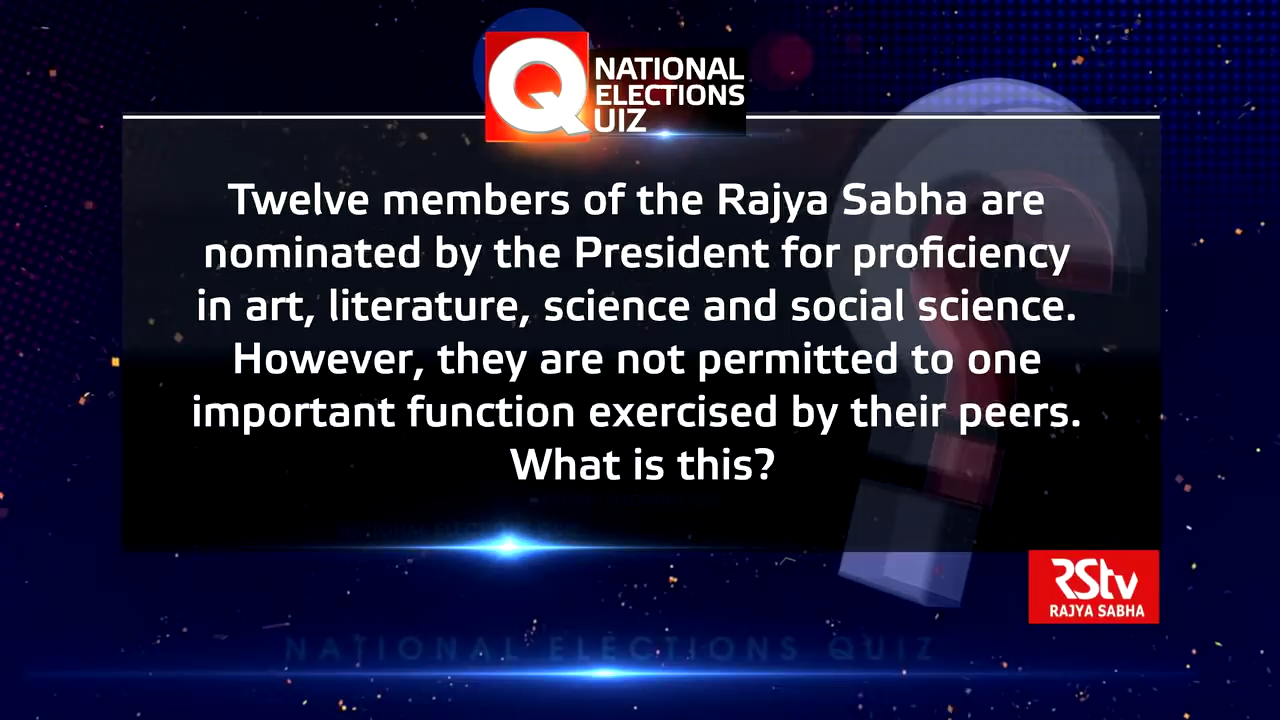 Q NATIONAL
ELECTIONS
UIZ
Twelve members of the Rajya Sabha are
nominated by the President for proficiency
in art, literature, science and social science.
However, they are not permitted to one
important function exercised by their peers.
What is this?
RStv
RAJYA SABHA
NATIONAL ELECTIONS QUIZ